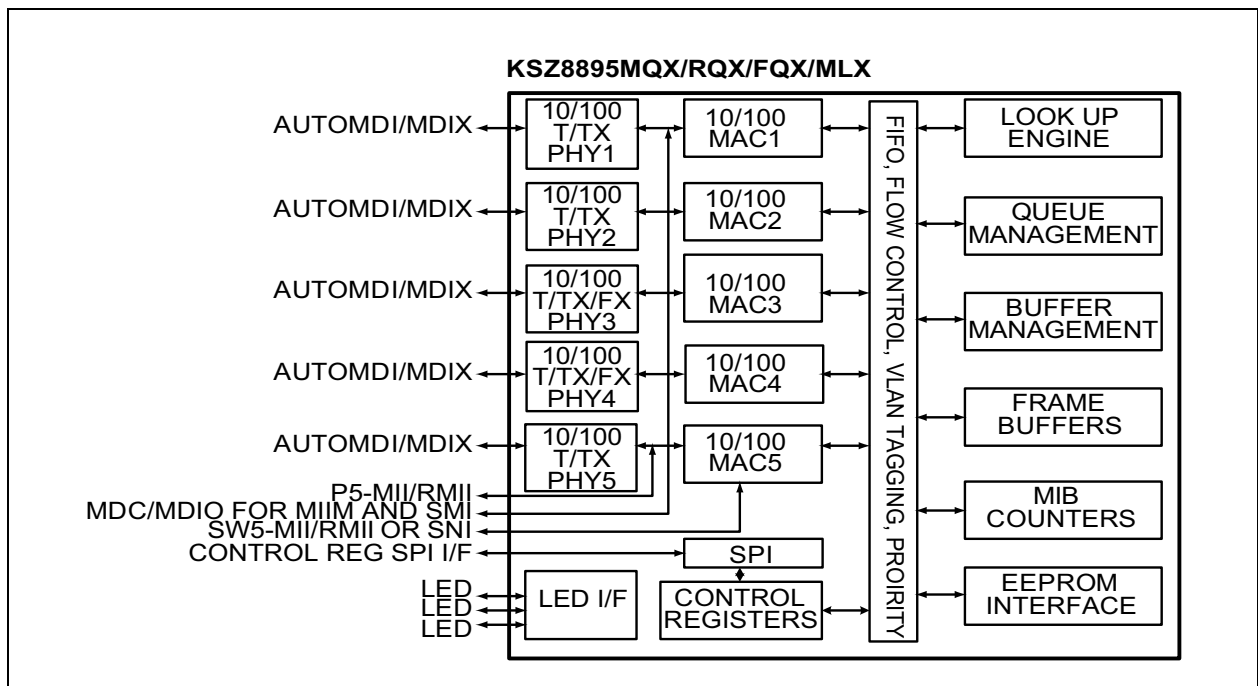 KSZ8895MQX/RQX/FQX/MLX
AUTOMDI/MDIX
10/100
T/TX
PHY1
10/100
MAC1
LOOK UP
ENGINE
AUTOMDI/MDIX
10/100
T/TX
PHY2
10/100
MAC2
QUEUE
MANAGEMENT
AUTOMDI/MDIX
10/100
T/TX/FX
PHY3
10/100
MAC3
BUFFER
MANAGEMENT
AUTOMDI/MDIX
10/100
T/TX/FX
PHY4
10/100
MAC4
FRAME
BUFFERS
AUTOMDI/MDIX
10/100
T/TX
PHY5
10/100
MAC5
MIB
COUNTERS
P5-MII/RMII
MDC/MDIO FOR MIIM AND SMI
SW5-MII/RMII OR SNI
CONTROL REG SPI I/F
SPI
LED
LED
LED
LED I/F
CONTROL
REGISTERS
EEPROM
INTERFACE
FIFO, FLOW CONTROL, VLAN TAGGING, PROIRITY